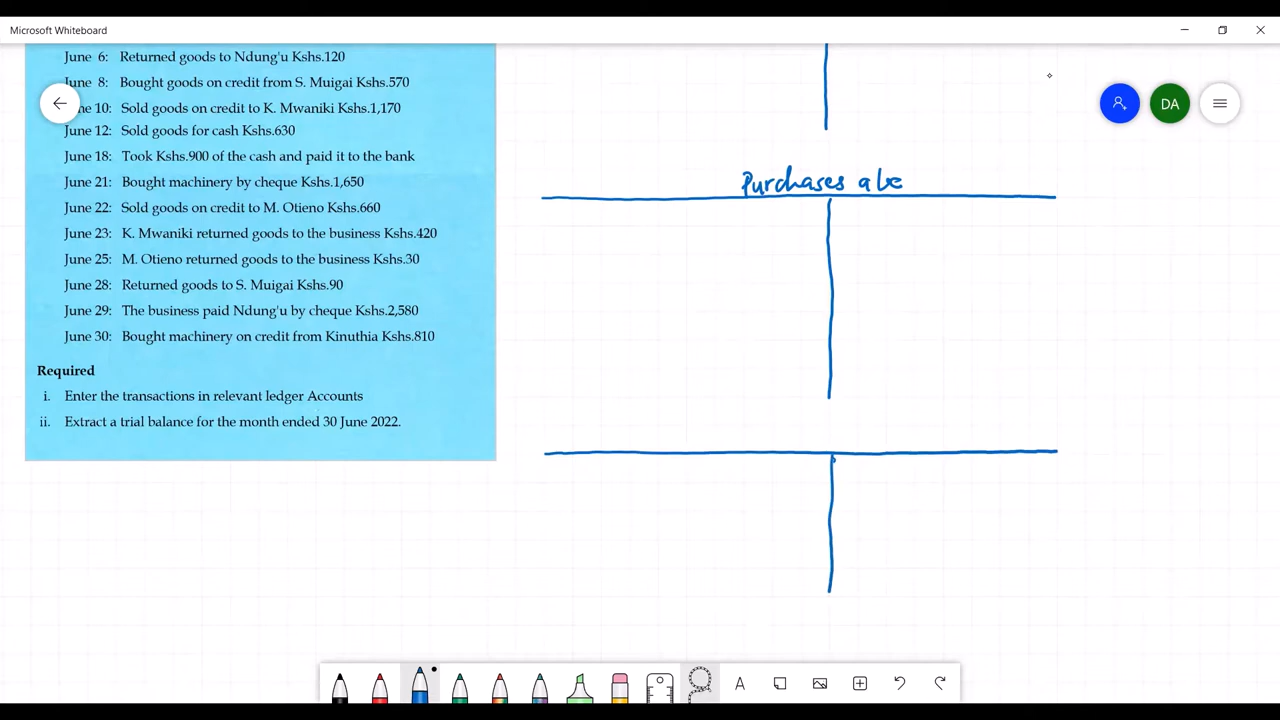 Microsoft Whiteboard
June 6: Returned goods to Ndung'u Kshs.120
June 8: Bought goods on credit from S. Muigai Kshs.570
ne 10: Sold goods on credit to K. Mwaniki Kshs.1,170
June 12: Sold goods for cash Kshs.630
June 18: Took Kshs.900 of the cash and paid it to the bank
June 21: Bought machinery by cheque Kshs.1,650
June 22: Sold goods on credit to M. Otieno Kshs.660
June 23: K. Mwaniki returned goods to the business Kshs.420
June 25: M. Otieno returned goods to the business Kshs.30
June 28: Returned goods to S. Muigai Kshs.90
June 29: The business paid Ndung'u by cheque Kshs.2,580
June 30: Bought machinery on credit from Kinuthia Kshs.810
Required
i. Enter the transactions in relevant ledger Accounts
ii. Extract a trial balance for the month ended 30 June 2022.
Purchases a/c
DA
A